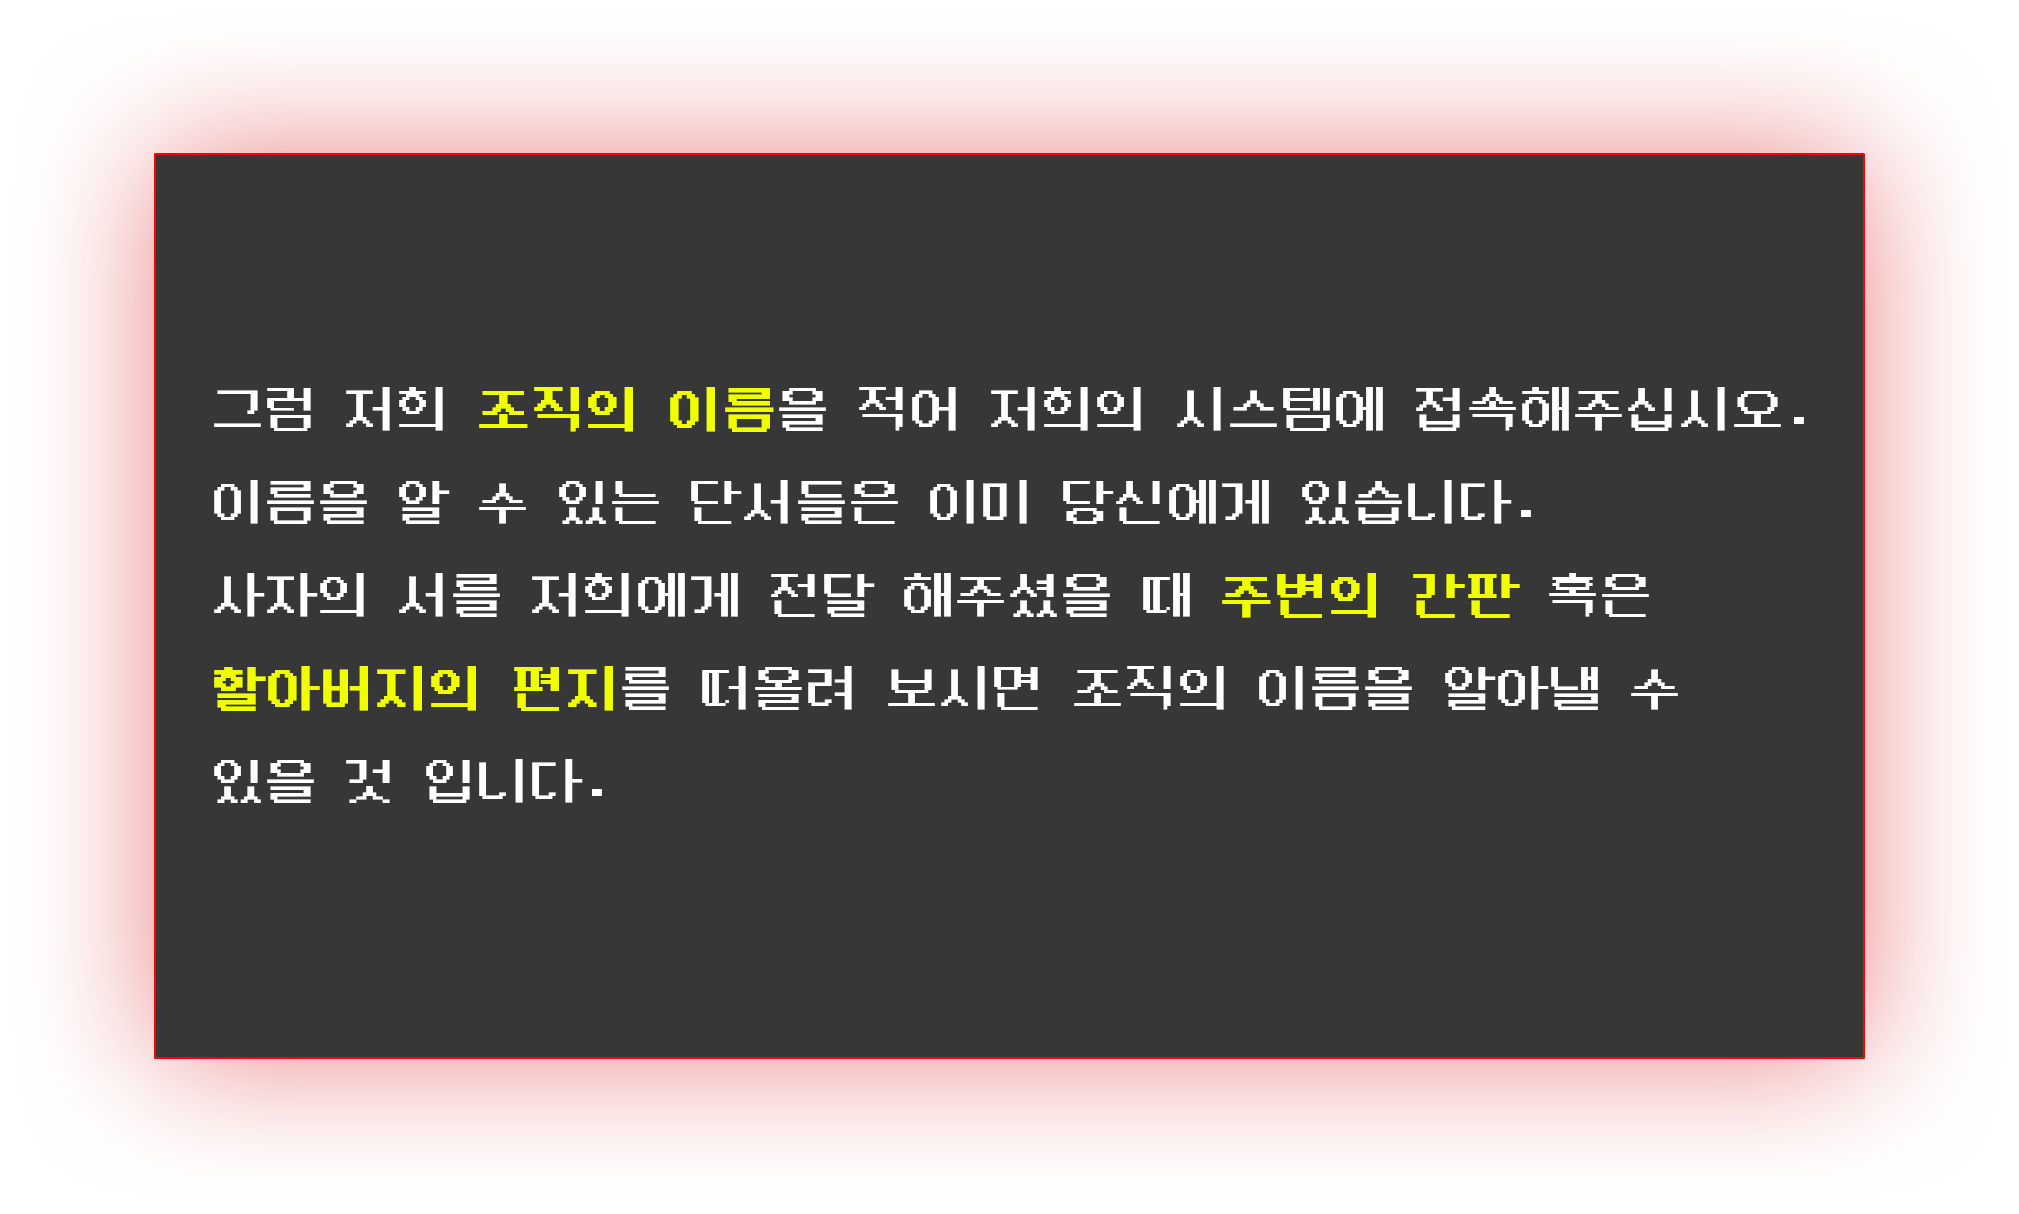 그럼 저희 조직의 이름을 적어 저희의 시스템에 접속해주십시오.
이름을 알 수 있는 단서들은 이미 당신에게 있습니다.
사자의 서를 저희에게 전달 해주셨을 때 주변의 간판 혹은
할아버지의 편지를 떠올려 보시면 조직의 이름을 알아낼 수
있을 것 입니다.